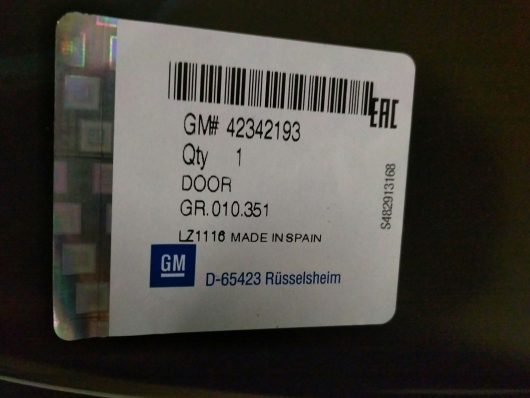 EAC
GM# 42342193
Qty 1
DOOR
GR.010.351
LZ1116 MADE IN SPAIN
GM
D-65423 Rüsselsheim
S482913168